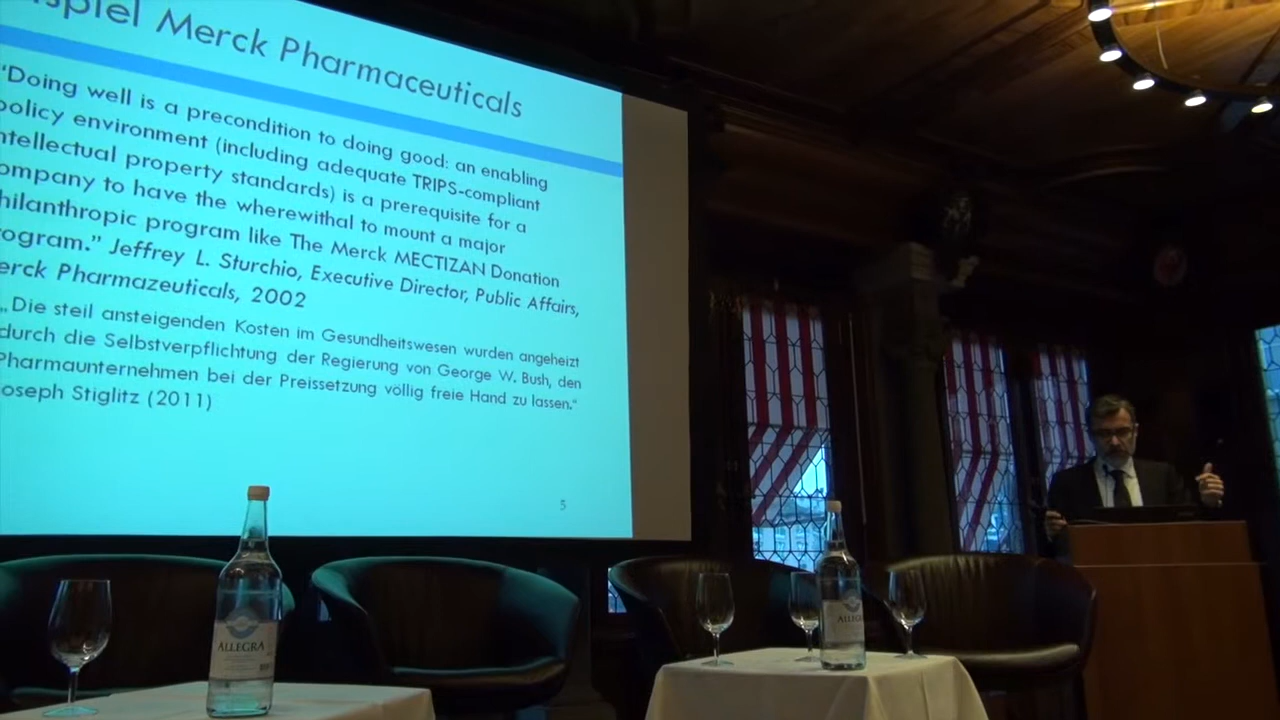 spiel Merck Pharmaceuticals
“Doing well is a precondition to doing good: an enabling
policy environment (including adequate TRIPS-compliant
ntellectual property standards) is a prerequisite for a
ompany to have the wherewithal to mount a major
hilanthropic program like The Merck MECTIZAN Donation
ogram.” Jeffrey L. Sturchio, Executive Director, Public Affairs,
erck Pharmazeuticals, 2002
„Die steil ansteigenden Kosten im Gesundheitswesen wurden angeheizt
durch die Selbstverpflichtung der Regierung von George W. Bush, den
Pharmaunternehmen bei der Preissetzung völlig freie Hand zu lassen.“
oseph Stiglitz (2011)
5
ALLEGRA
ALLEG